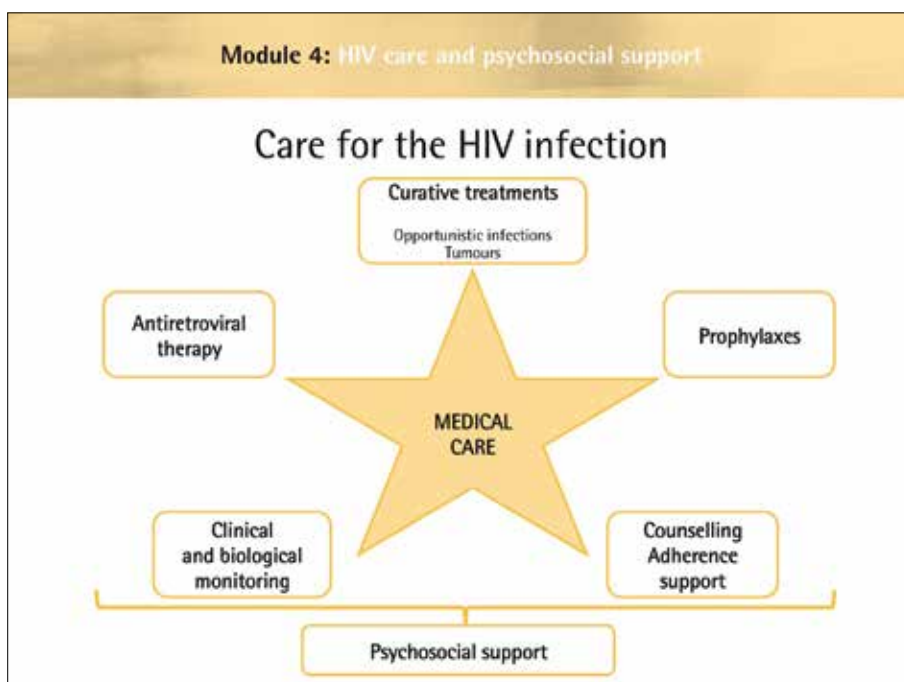 Module 4: HIV care and psychosocial support
Care for the HIV infection
Curative treatments
Opportunistic infections
Tumours
Antiretroviral
therapy
Prophylaxes
MEDICAL
CARE
Clinical
and biological
monitoring
Counselling
Adherence
support
Psychosocial support